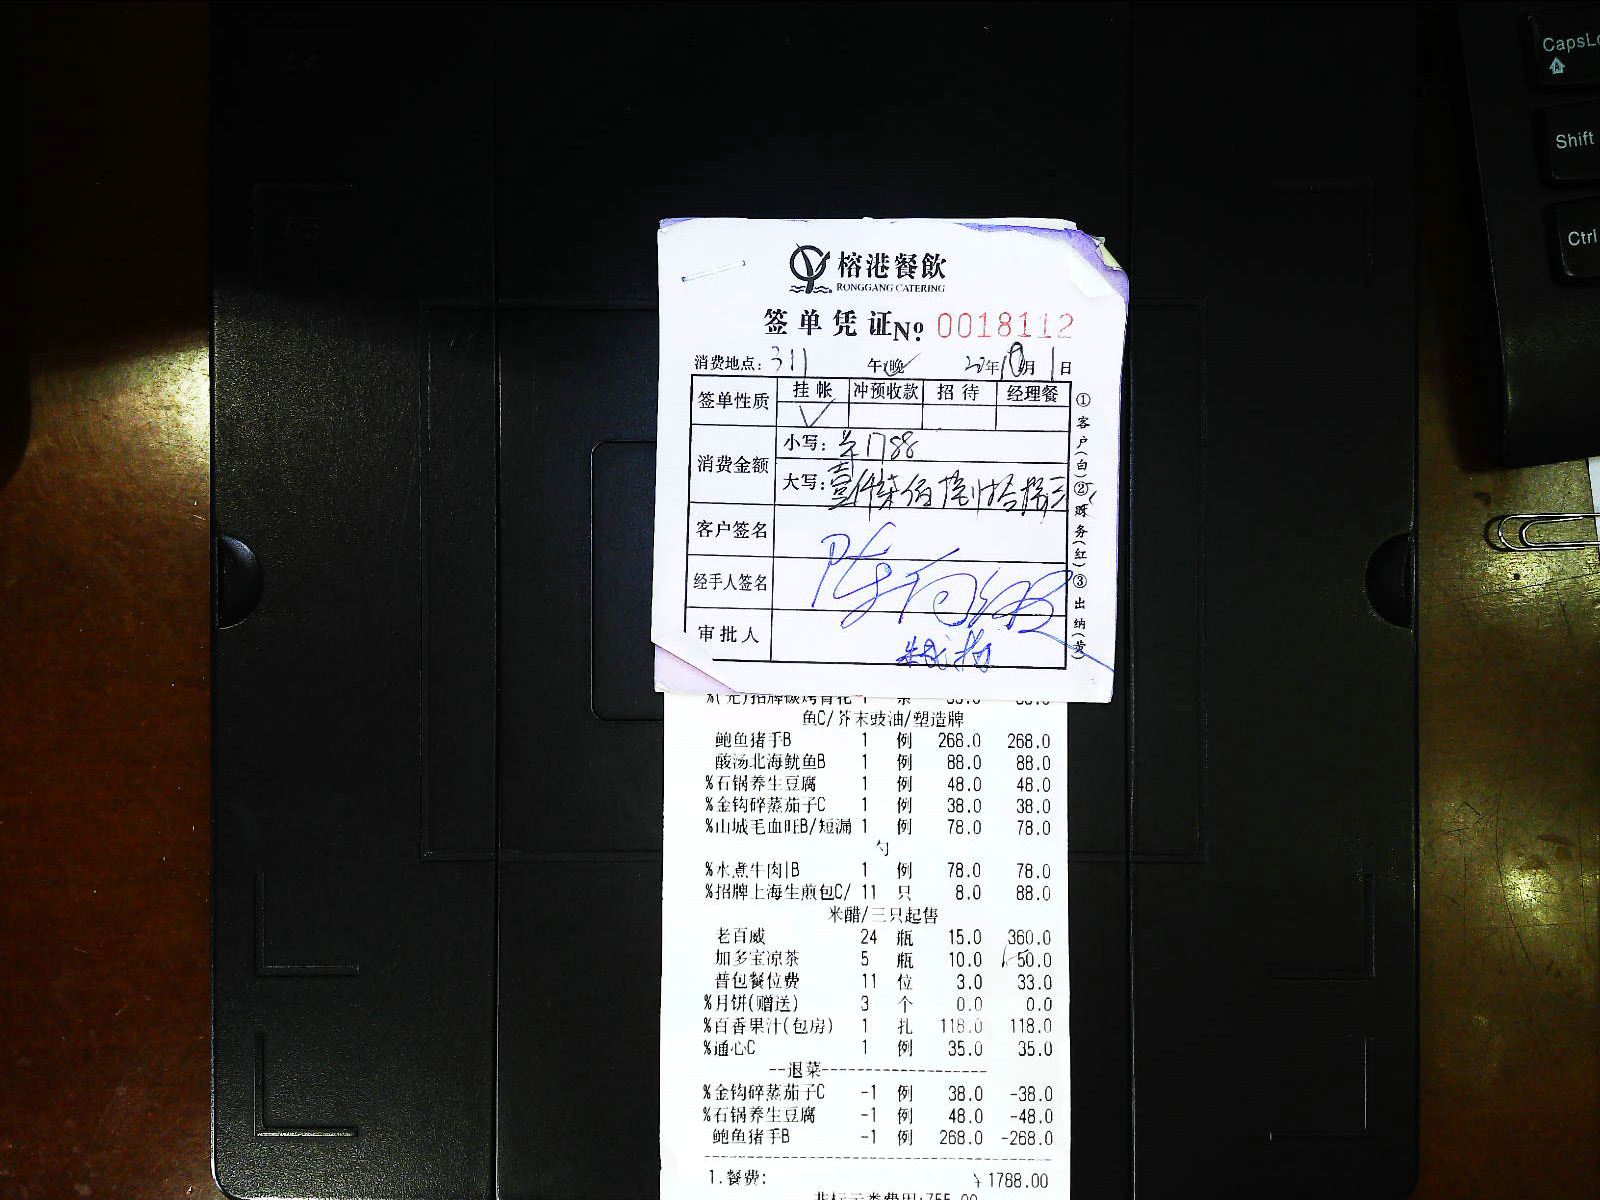 CapsLo
Shift
Ctrl
榕港餐飲
RONGGANG CATERING
签单凭证 № 0018112
消费地点: 311 午(晚) 年10月1日
签单性质 挂帐 冲预收款 招待 经理餐
消费金额 小写: 1788
大写: 壹仟柒佰捌拾捌元
客户签名
经手人签名
审批人
①客户(白)②财务(红)③出纳(黄)
鱼C/芥末豉油/塑造牌
鲍鱼猪手B 1 例 268.0 268.0
酸汤北海鱿鱼B 1 例 88.0 88.0
%石锅养生豆腐 1 例 48.0 48.0
%金钩碎蒸茄子C 1 例 38.0 38.0
%山城毛血旺B/短漏 1 例 78.0 78.0
勺
%水煮牛肉|B 1 例 78.0 78.0
%招牌上海生煎包C/ 11 只 8.0 88.0
米醋/三只起售
老百威 24 瓶 15.0 360.0
加多宝凉茶 5 瓶 10.0 50.0
普包餐位费 11 位 3.0 33.0
%月饼(赠送) 3 个 0.0 0.0
%百香果汁(包房) 1 扎 118.0 118.0
%通心C 1 例 35.0 35.0
--退菜--------------------
%金钩碎蒸茄子C -1 例 38.0 -38.0
%石锅养生豆腐 -1 例 48.0 -48.0
鲍鱼猪手B -1 例 268.0 -268.0
1.餐费: ¥1788.00